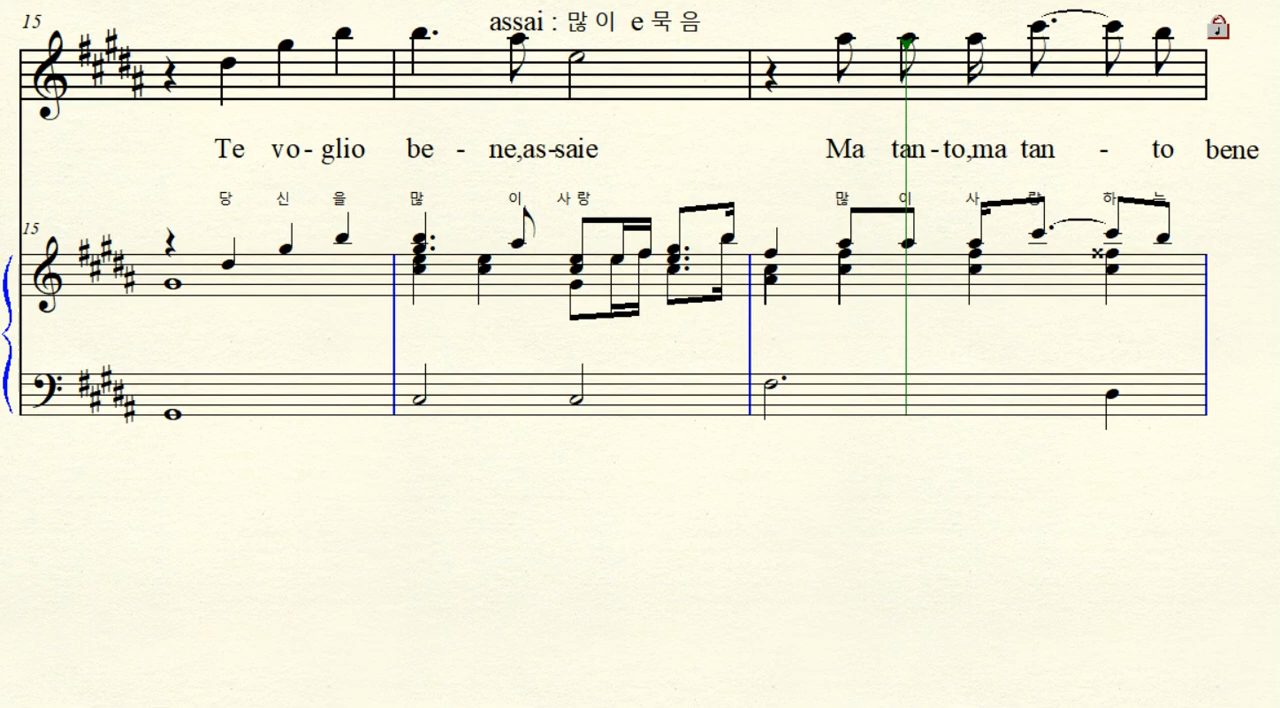 15
assai : 많 이 e 묵 음
Te vo - glio be - ne,as-saie Ma tan - to,ma tan - to bene
당 신 을 많 이 사 랑 많 이 사 랑 하 는
15